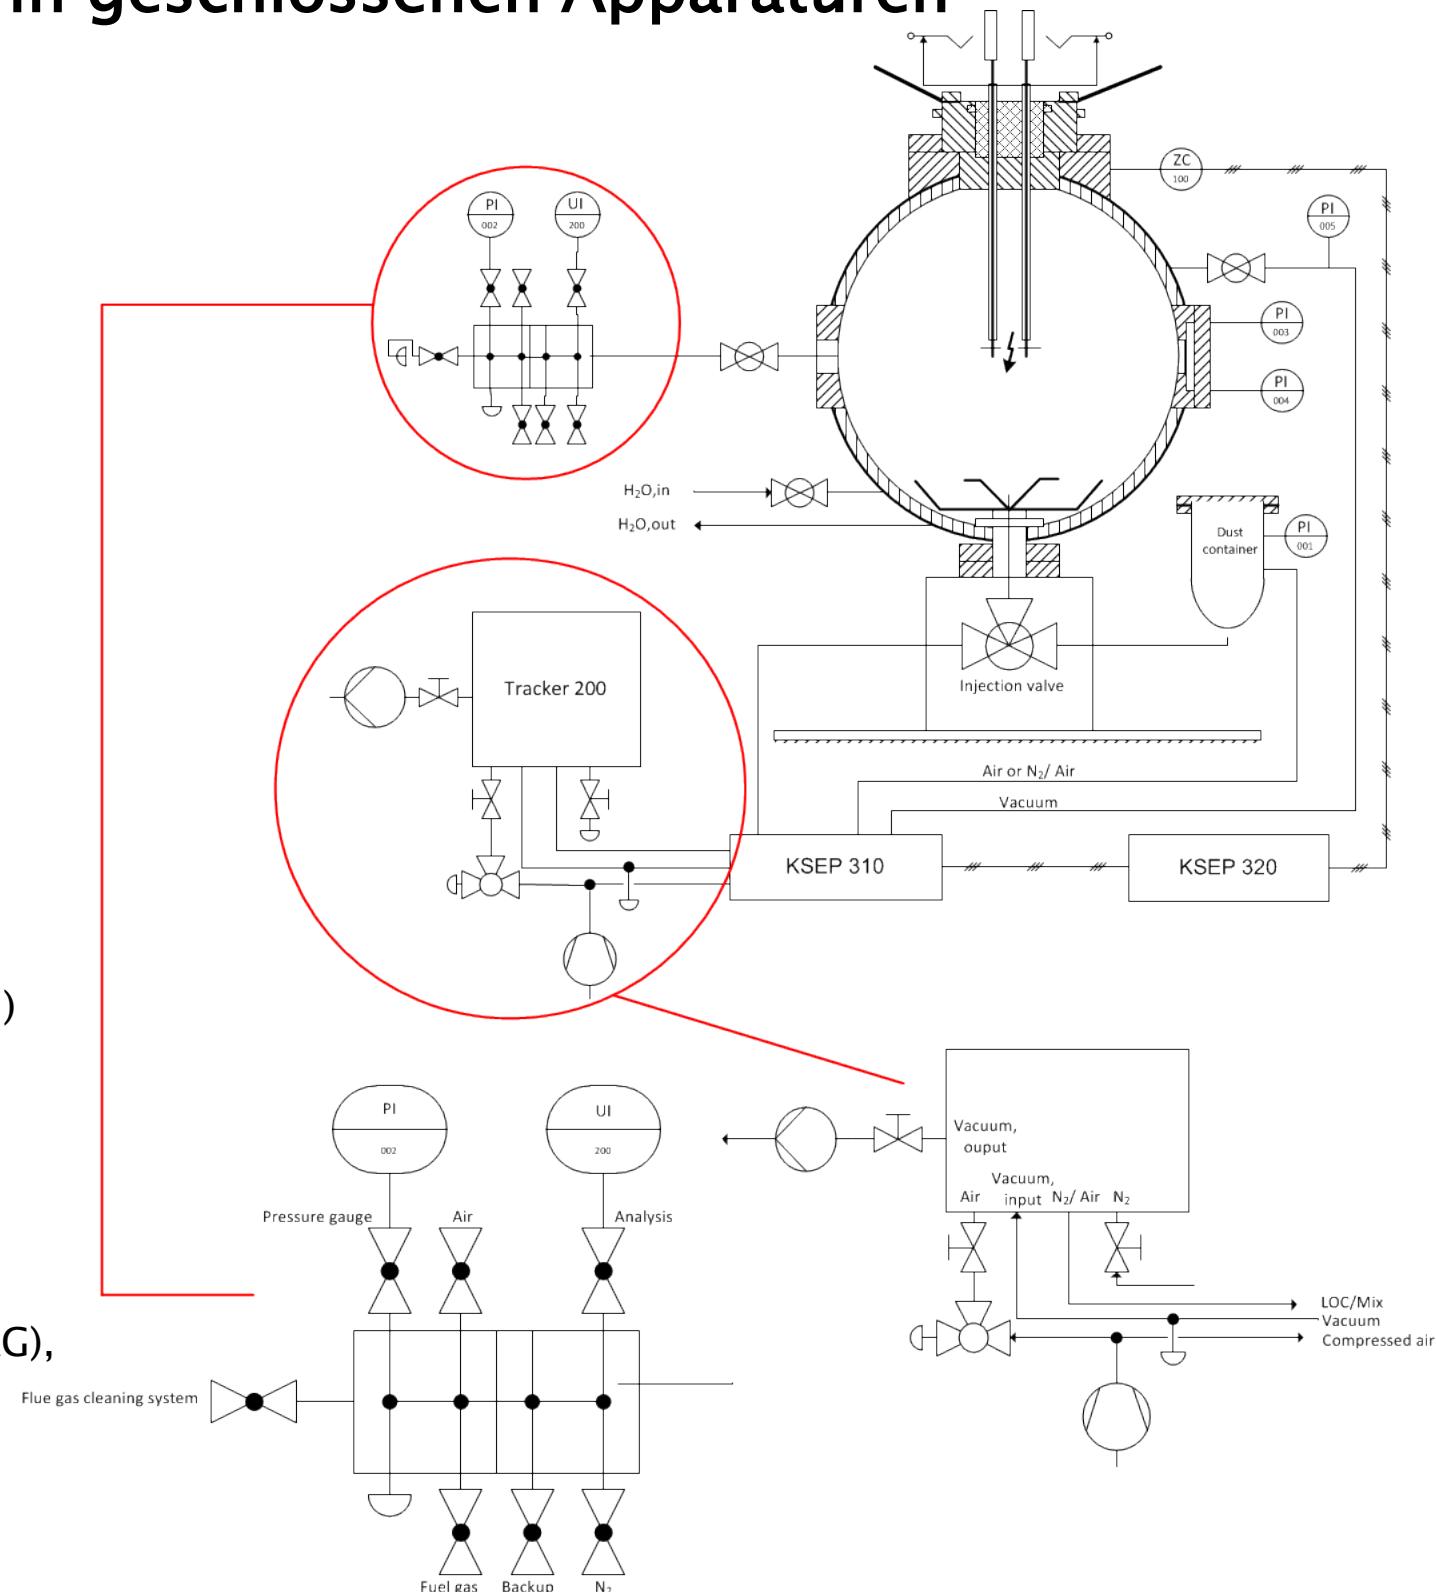 in geschlossenen Apparaturen
ZC
100
PI
005
PI
002
UI
200
PI
003
PI
004
H₂O,in
H₂O,out
Dust
container
PI
001
Tracker 200
Injection valve
Air or N₂/ Air
Vacuum
KSEP 310
KSEP 320
)
PI
002
UI
200
Vacuum,
ouput
Vacuum,
input
Air
N₂/ Air
N₂
Pressure gauge
Air
Analysis
LOC/Mix
Vacuum
Compressed air
G),
Flue gas cleaning system
Fuel gas
Backup
N₂